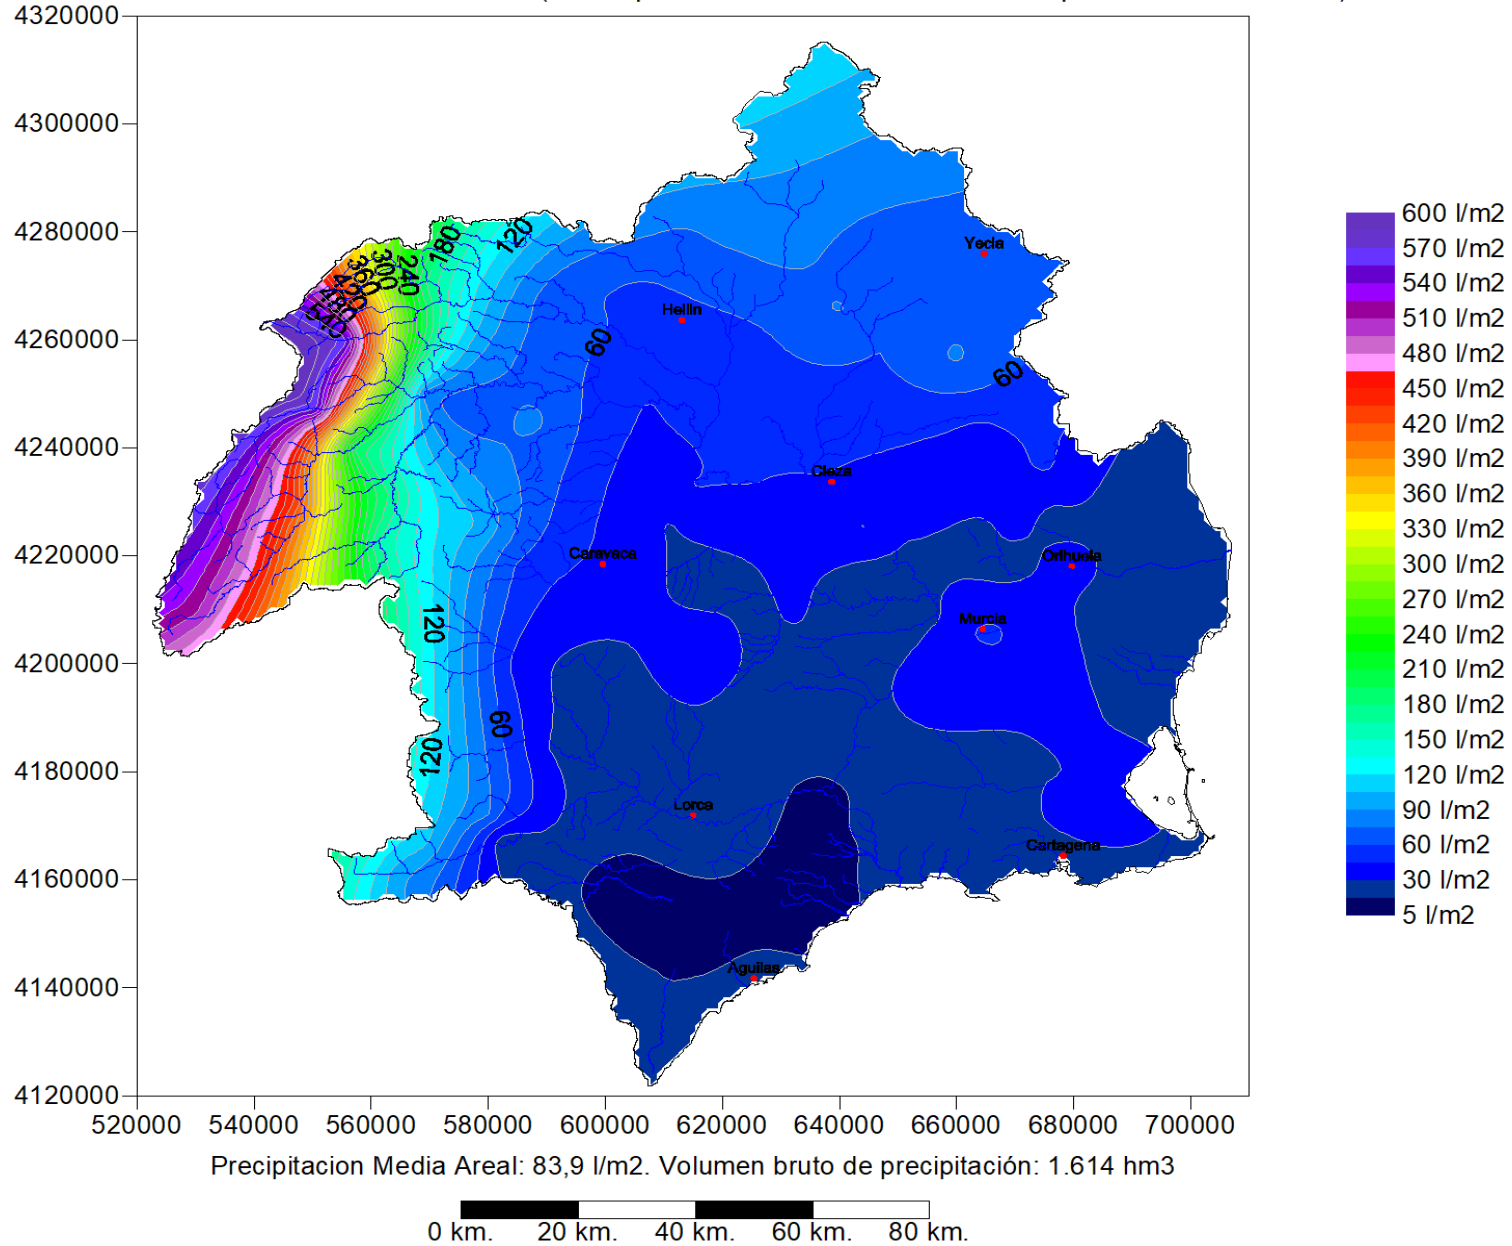 4320000
4300000
4280000
4260000
4240000
4220000
4200000
4180000
4160000
4140000
4120000
520000 540000 560000 580000 600000 620000 640000 660000 680000 700000
120
180
240
300
360
420
480
540
Yecla
Hellin
60
60
Cieza
Caravaca
Orihuela
120
Murcia
60
120
Lorca
Cartagena
Aguilas
600 l/m2
570 l/m2
540 l/m2
510 l/m2
480 l/m2
450 l/m2
420 l/m2
390 l/m2
360 l/m2
330 l/m2
300 l/m2
270 l/m2
240 l/m2
210 l/m2
180 l/m2
150 l/m2
120 l/m2
90 l/m2
60 l/m2
30 l/m2
5 l/m2
Precipitacion Media Areal: 83,9 l/m2. Volumen bruto de precipitación: 1.614 hm3
0 km. 20 km. 40 km. 60 km. 80 km.